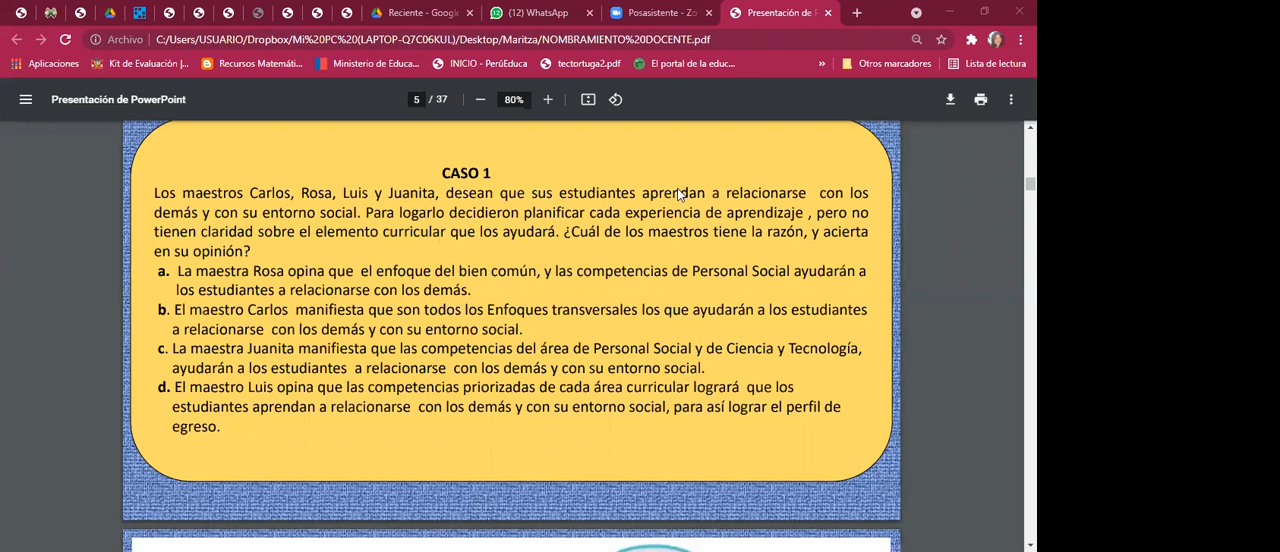 Reciente - Google
(12) WhatsApp
Posasistente - Zo
Presentación de P
Archivo
C:/Users/USUARIO/Dropbox/Mi%20PC%20(LAPTOP-Q7C06KUL)/Desktop/Maritza/NOMBRAMIENTO%20DOCENTE.pdf
Aplicaciones
Kit de Evaluación |...
Recursos Matemáti...
Ministerio de Educa...
INICIO - PerúEduca
tectortuga2.pdf
El portal de la educ...
»
Otros marcadores
Lista de lectura
Presentación de PowerPoint
5 / 37
80%
CASO 1
Los maestros Carlos, Rosa, Luis y Juanita, desean que sus estudiantes aprendan a relacionarse con los
demás y con su entorno social. Para logarlo decidieron planificar cada experiencia de aprendizaje , pero no
tienen claridad sobre el elemento curricular que los ayudará. ¿Cuál de los maestros tiene la razón, y acierta
en su opinión?
a. La maestra Rosa opina que el enfoque del bien común, y las competencias de Personal Social ayudarán a
los estudiantes a relacionarse con los demás.
b. El maestro Carlos manifiesta que son todos los Enfoques transversales los que ayudarán a los estudiantes
a relacionarse con los demás y con su entorno social.
c. La maestra Juanita manifiesta que las competencias del área de Personal Social y de Ciencia y Tecnología,
ayudarán a los estudiantes a relacionarse con los demás y con su entorno social.
d. El maestro Luis opina que las competencias priorizadas de cada área curricular logrará que los
estudiantes aprendan a relacionarse con los demás y con su entorno social, para así lograr el perfil de
egreso.